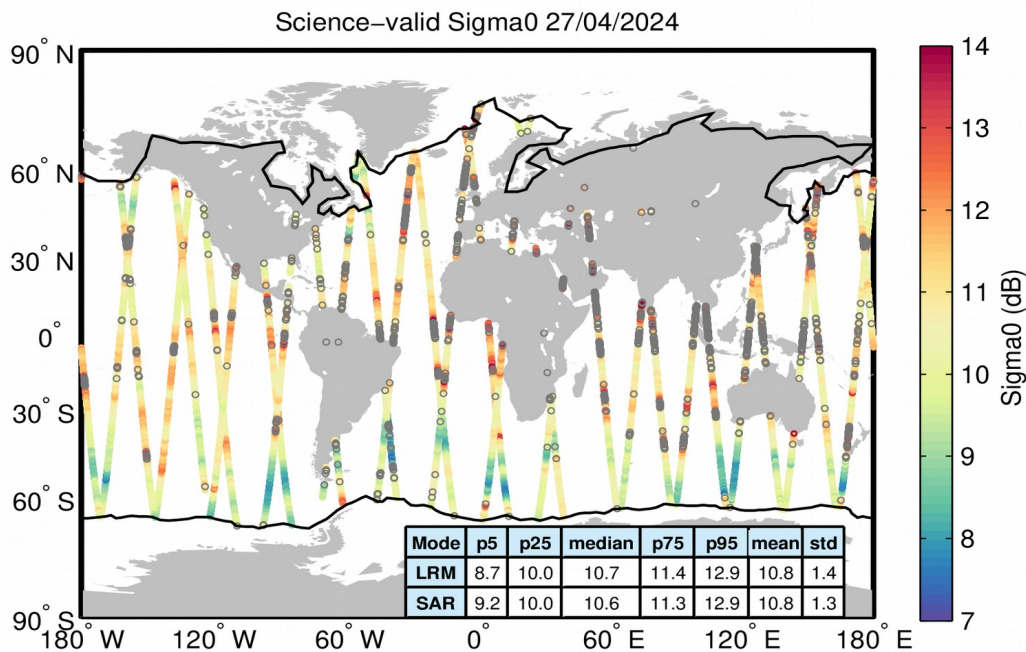 Science−valid Sigma0 27/04/2024
90° N
60° N
30° N
0°
30° S
60° S
90° S
180° W
120° W
60° W
0°
60° E
120° E
180° E
14
13
12
11
10
9
8
7
Sigma0 (dB)
Mode p5 p25 median p75 p95 mean std
LRM 8.7 10.0 10.7 11.4 12.9 10.8 1.4
SAR 9.2 10.0 10.6 11.3 12.9 10.8 1.3